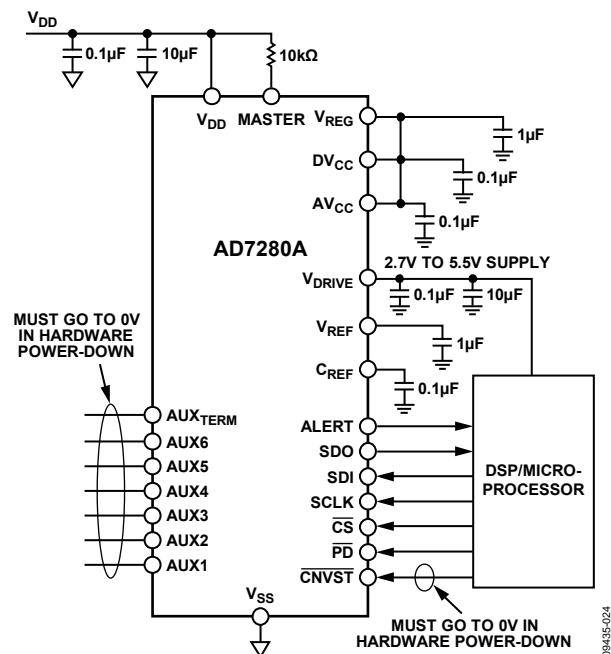 VDD
0.1µF
10µF
10kΩ
VDD
MASTER
VREG
1µF
DVCC
0.1µF
AVCC
0.1µF
AD7280A
2.7V TO 5.5V SUPPLY
VDRIVE
0.1µF
10µF
MUST GO TO 0V
IN HARDWARE
POWER-DOWN
VREF
1µF
CREF
0.1µF
AUXTERM
AUX6
AUX5
AUX4
AUX3
AUX2
AUX1
ALERT
SDO
SDI
SCLK
CS
PD
CNVST
DSP/MICRO-
PROCESSOR
VSS
MUST GO TO 0V IN
HARDWARE POWER-DOWN
09435-024